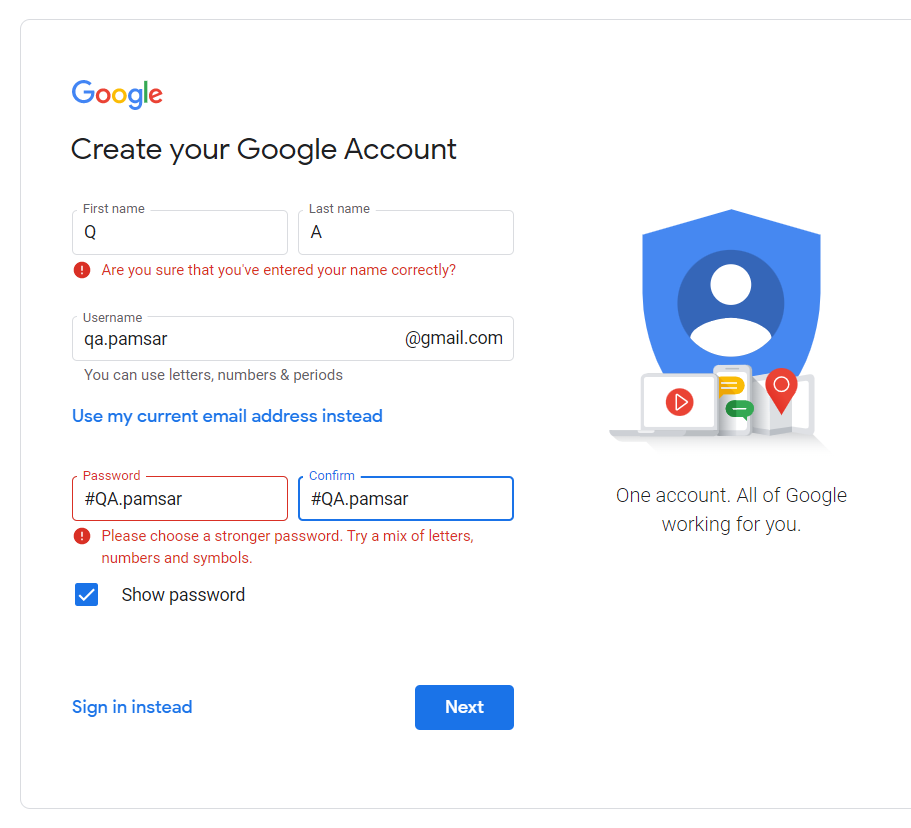 Google
Create your Google Account
First name
Last name
Q
A
Are you sure that you've entered your name correctly?
Username
qa.pamsar
@gmail.com
You can use letters, numbers & periods
Use my current email address instead
Password
Confirm
#QA.pamsar
#QA.pamsar
Please choose a stronger password. Try a mix of letters,
numbers and symbols.
Show password
Sign in instead
Next
One account. All of Google
working for you.